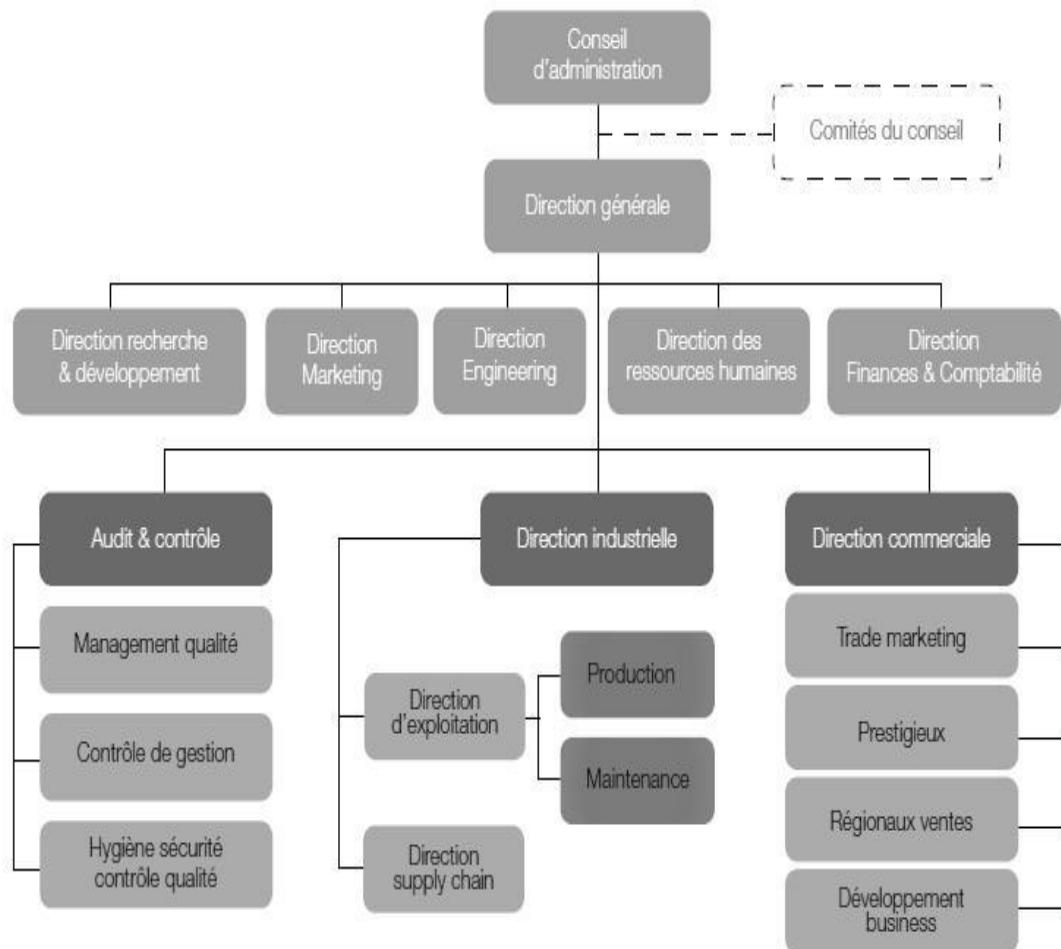 Conseil
d'administration
Comités du conseil
Direction générale
Direction recherche
& développement
Direction
Marketing
Direction
Engineering
Direction des
ressources humaines
Direction
Finances & Comptabilité
Audit & contrôle
Management qualité
Contrôle de gestion
Hygiène sécurité
contrôle qualité
Direction industrielle
Direction
d'exploitation
Production
Maintenance
Direction
supply chain
Direction commerciale
Trade marketing
Prestigieux
Régionaux ventes
Développement
business